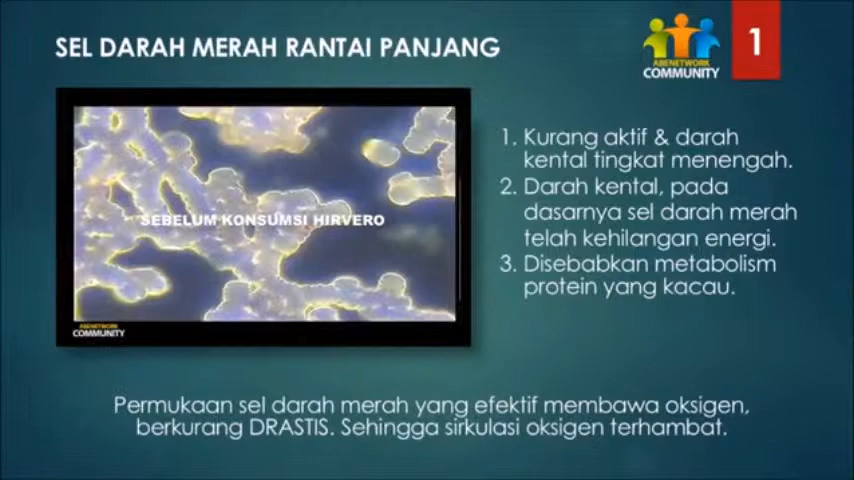 SEL DARAH MERAH RANTAI PANJANG
ABENETWORK
COMMUNITY
1
SEBELUM KONSUMSI HIRVERO
ABENETWORK
COMMUNITY
1. Kurang aktif & darah
kental tingkat menengah.
2. Darah kental, pada
dasarnya sel darah merah
telah kehilangan energi.
3. Disebabkan metabolism
protein yang kacau.
Permukaan sel darah merah yang efektif membawa oksigen,
berkurang DRASTIS. Sehingga sirkulasi oksigen terhambat.